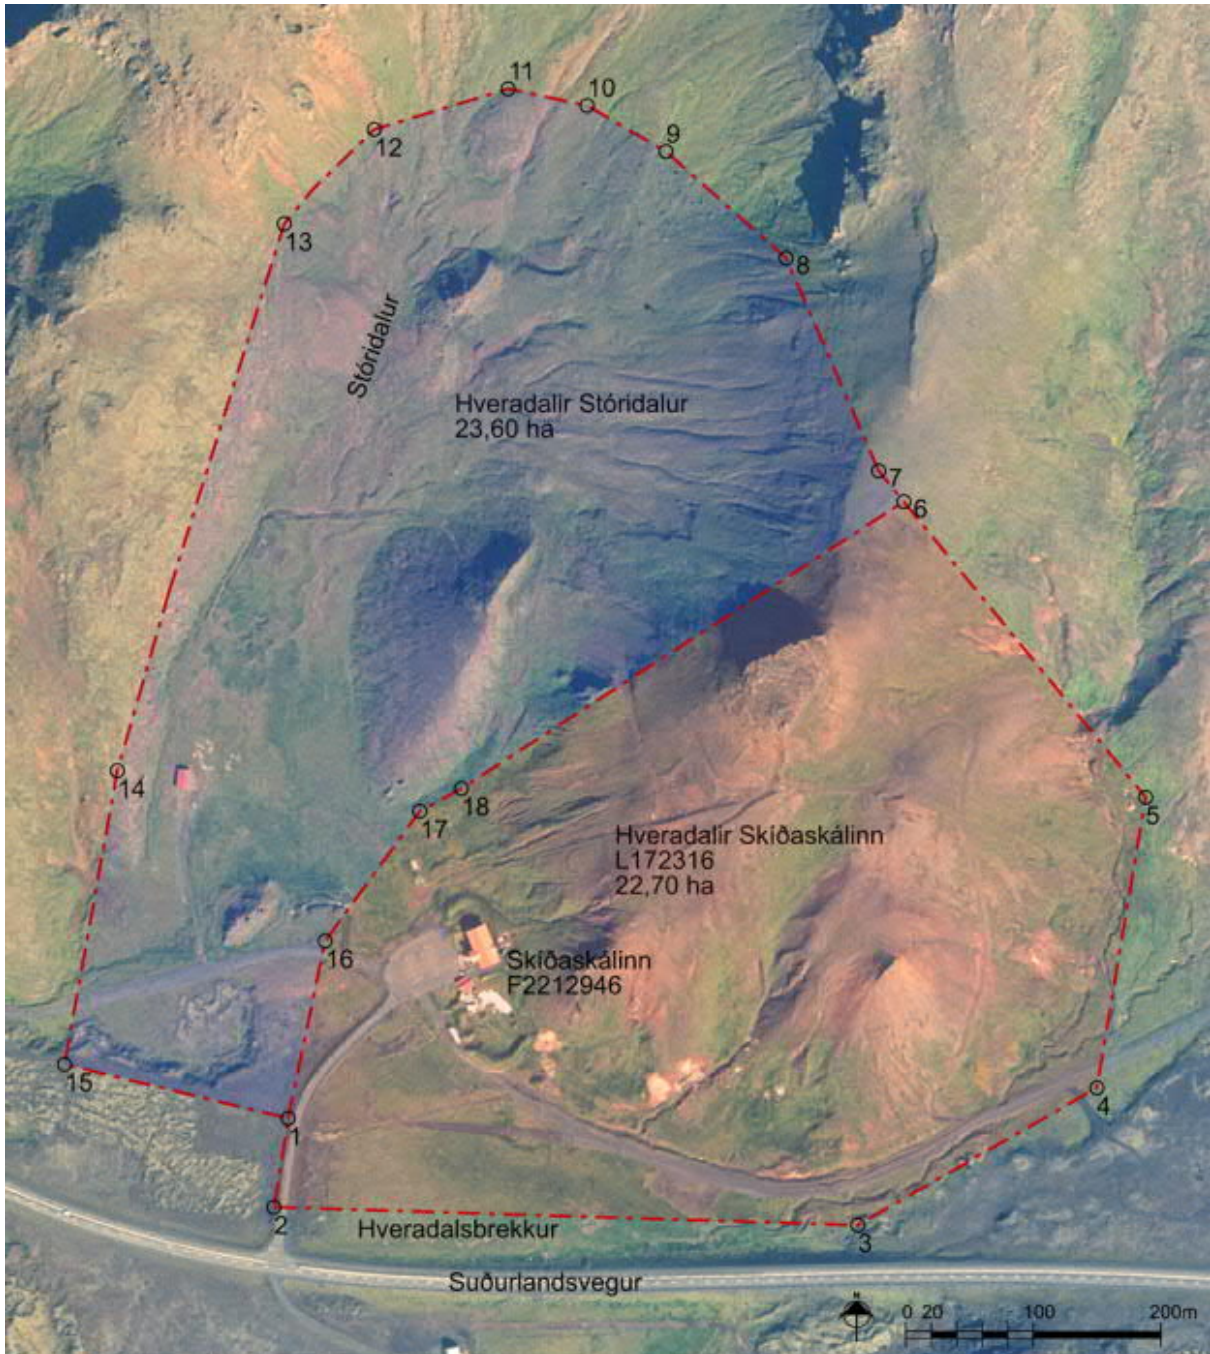 11
10
9
12
13
8
Stóridalur
Hveradalir Stóridalur
23,60 ha
7
6
14
18
17
5
Hveradalir Skíðaskálinn
L172316
22,70 ha
16
Skíðaskálinn
F2212946
15
4
1
2
Hveradalsbrekkur
3
Suðurlandsvegur
N
0 20 100 200m